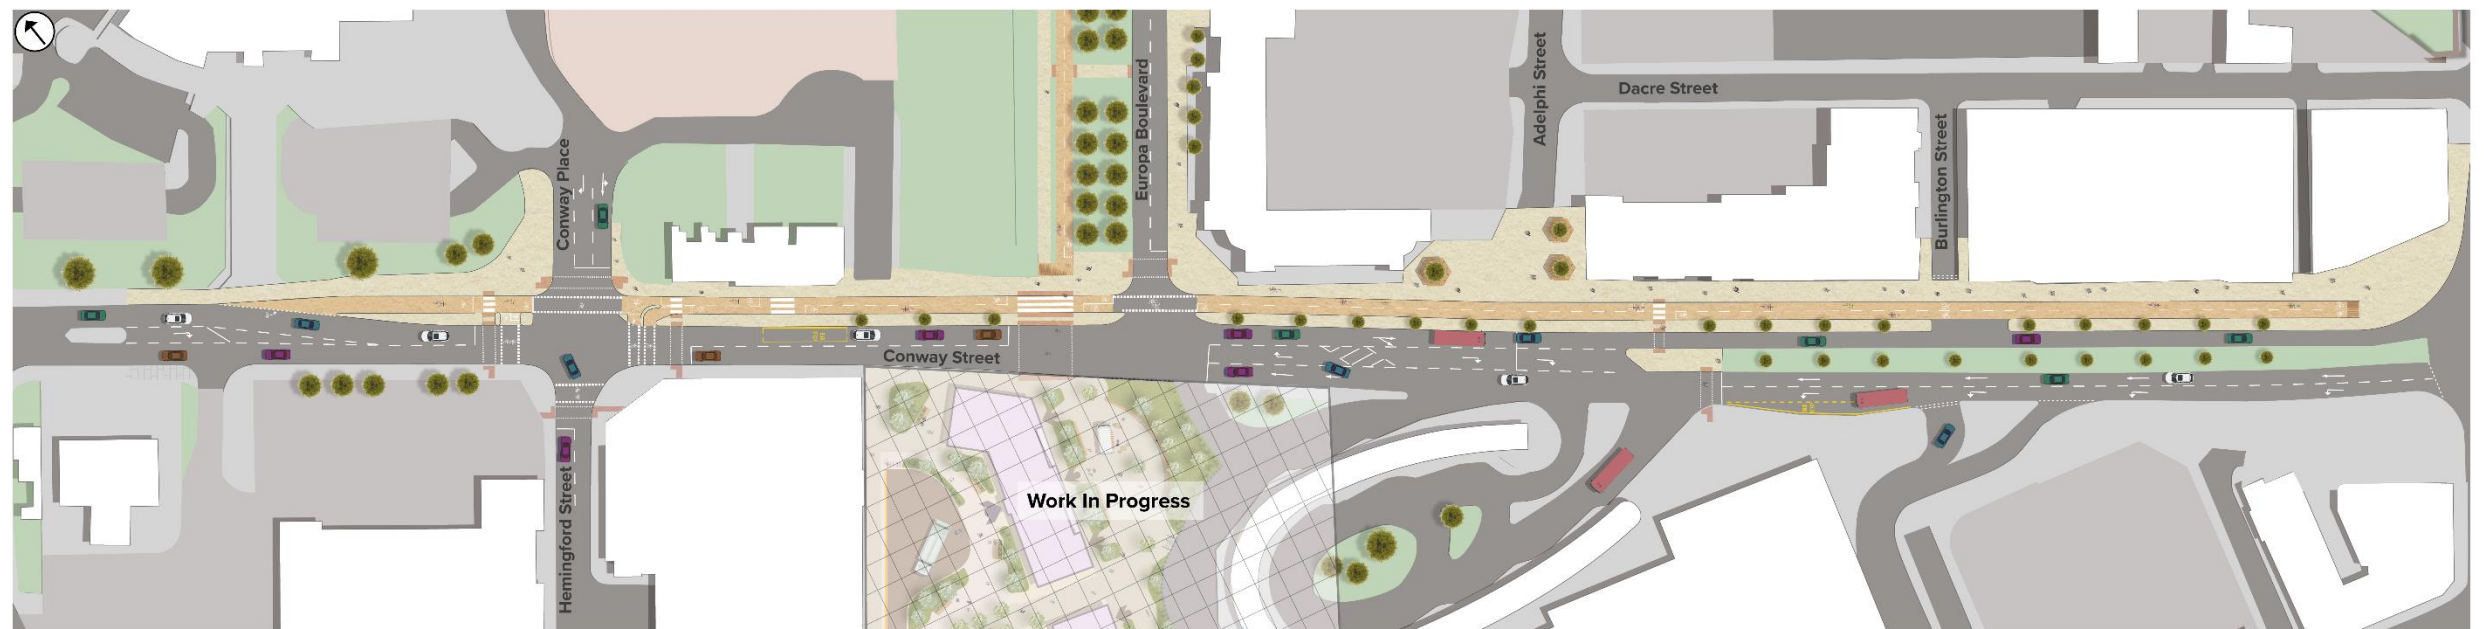 Conway Place
Europa Boulevard
Adelphi Street
Dacre Street
Burlington Street
Conway Street
Hemingford Street
Work In Progress